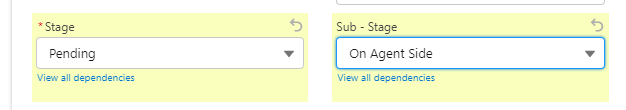 *Stage
Sub - Stage
Pending
On Agent Side
View all dependencies
View all dependencies